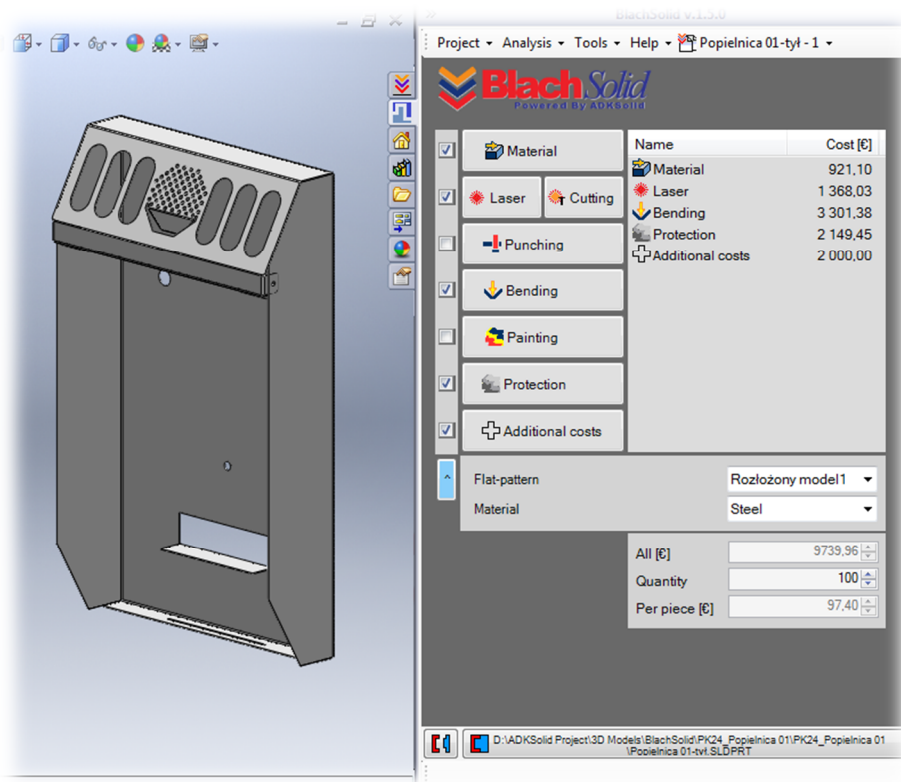 BlachSolid v.1.5.0
Project Analysis Tools Help Popielnica 01-tył - 1
BlachSolid
Powered By ADKSolid
Material
Laser Cutting
Punching
Bending
Painting
Protection
Additional costs
Name Cost [€]
Material 921,10
Laser 1 368,03
Bending 3 301,38
Protection 2 149,45
Additional costs 2 000,00
Flat-pattern Rozłożony model1
Material Steel
All [€] 9739,96
Quantity 100
Per piece [€] 97,40
D:\ADKSolid Project\3D Models\BlachSolid\PK24_Popielnica 01\PK24_Popielnica 01
\Popielnica 01-tył.SLDPRT